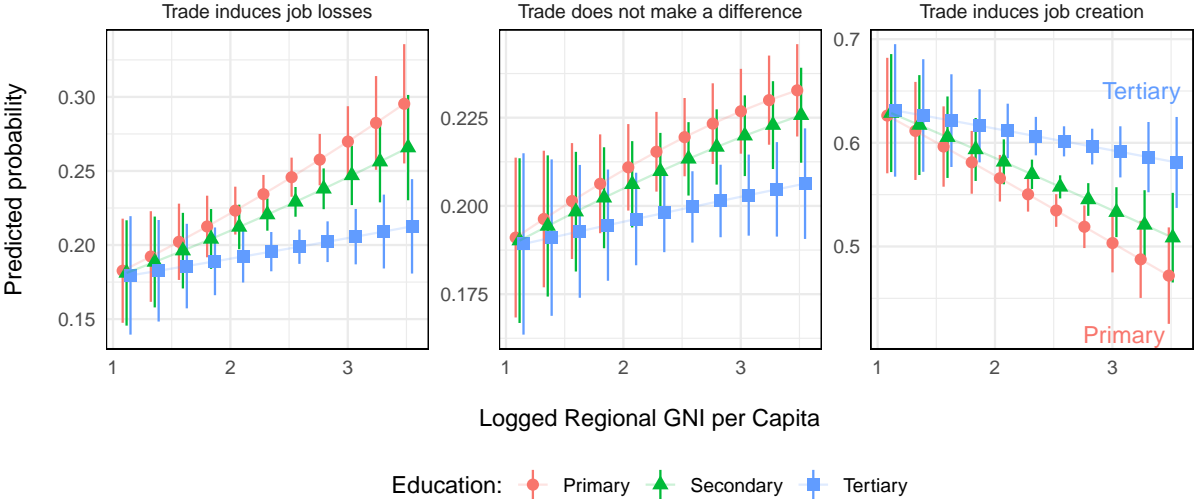 Trade induces job losses
Trade does not make a difference
Trade induces job creation
Predicted probability
0.30
0.25
0.20
0.15
1
2
3
0.225
0.200
0.175
1
2
3
0.7
0.6
0.5
Tertiary
Primary
1
2
3
Logged Regional GNI per Capita
Education: Primary Secondary Tertiary